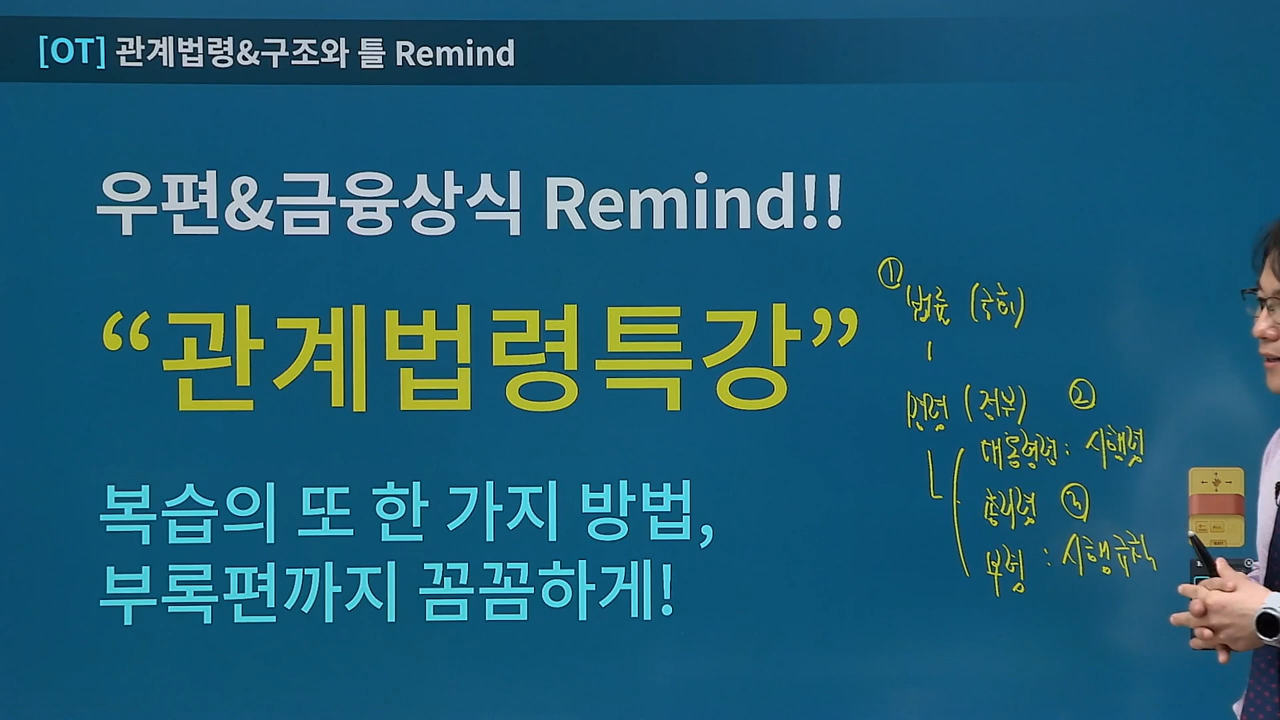 [OT] 관계법령&구조와 틀 Remind
우편&금융상식 Remind!!
“관계법령특강”
복습의 또 한 가지 방법,
부록편까지 꼼꼼하게!
① 법률 (국회)
명령 (정부) ②
대통령령 : 시행령
총리령 ③
부령 : 시행규칙